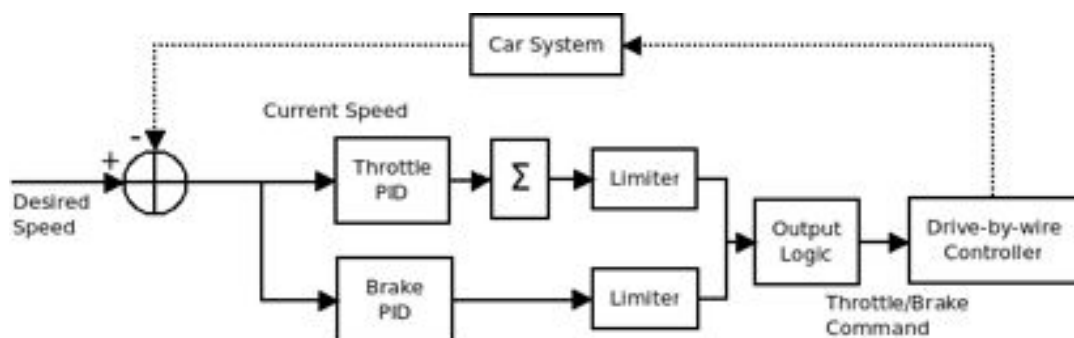 Car System
Current Speed
-
+
Throttle
PID
Σ
Limiter
Desired
Speed
Output
Logic
Drive-by-wire
Controller
Brake
PID
Limiter
Throttle/Brake
Command